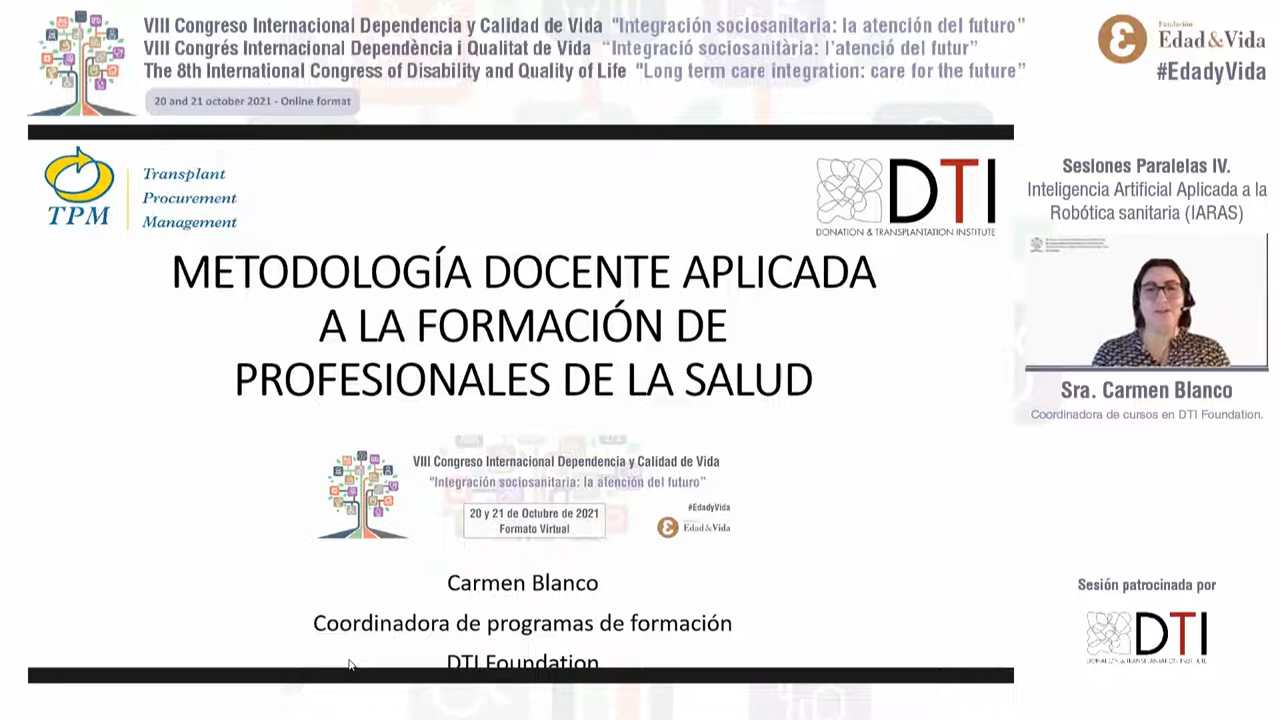 VIII Congreso Internacional Dependencia y Calidad de Vida "Integración sociosanitaria: la atención del futuro"
VIII Congrés Internacional Dependència i Qualitat de Vida "Integració sociosanitària: l'atenció del futur"
The 8th International Congress of Disability and Quality of Life "Long term care integration: care for the future"
20 and 21 october 2021 - Online format
Fundación
Edad&Vida
#EdadyVida
TPM
Transplant
Procurement
Management
DTI
DONATION & TRANSPLANTATION INSTITUTE
METODOLOGÍA DOCENTE APLICADA
A LA FORMACIÓN DE
PROFESIONALES DE LA SALUD
VIII Congreso Internacional Dependencia y Calidad de Vida
"Integración sociosanitaria: la atención del futuro"
20 y 21 de Octubre de 2021
Formato Virtual
#EdadyVida
Edad&Vida
Carmen Blanco
Coordinadora de programas de formación
DTI Foundation
Sesiones Paralelas IV.
Inteligencia Artificial Aplicada a la
Robótica sanitaria (IARAS)
Sra. Carmen Blanco
Coordinadora de cursos en DTI Foundation.
Sesión patrocinada por
DTI
DONATION & TRANSPLANTATION INSTITUTE